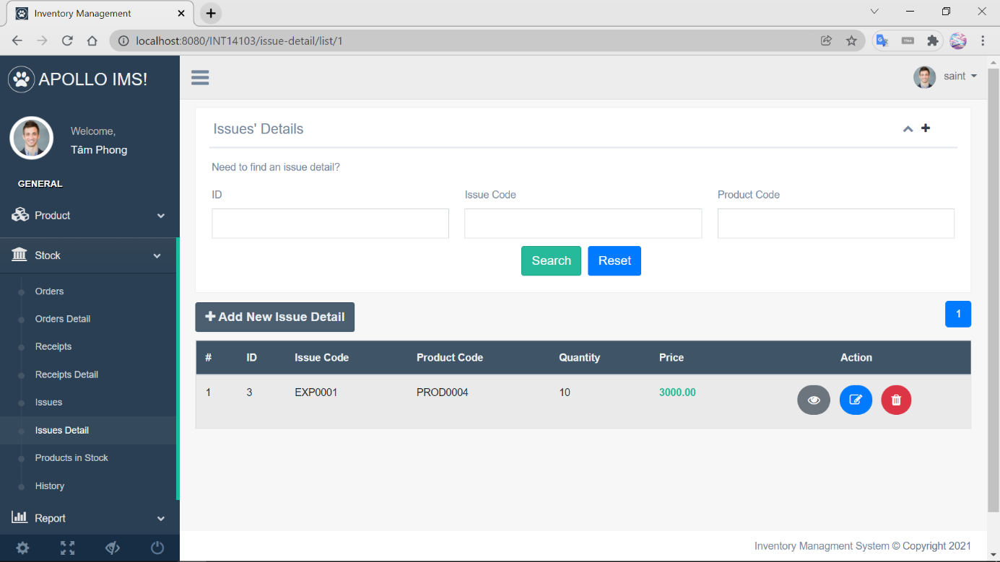 Inventory Management
localhost:8080/INT14103/issue-detail/list/1
APOLLO IMS!
saint
Welcome,
Tâm Phong
GENERAL
Product
Stock
Orders
Orders Detail
Receipts
Receipts Detail
Issues
Issues Detail
Products in Stock
History
Report
Issues' Details
Need to find an issue detail?
ID Issue Code Product Code
Search Reset
Add New Issue Detail 1
# ID Issue Code Product Code Quantity Price Action
1 3 EXP0001 PROD0004 10 3000.00
Inventory Managment System © Copyright 2021